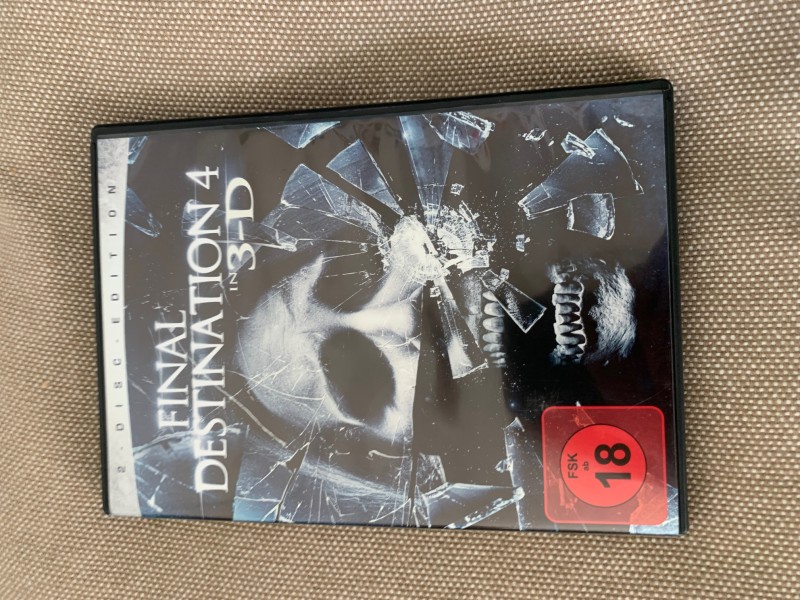 2-DISC-EDITION
FINAL
DESTINATION 4
IN 3-D
FSK
ab
18